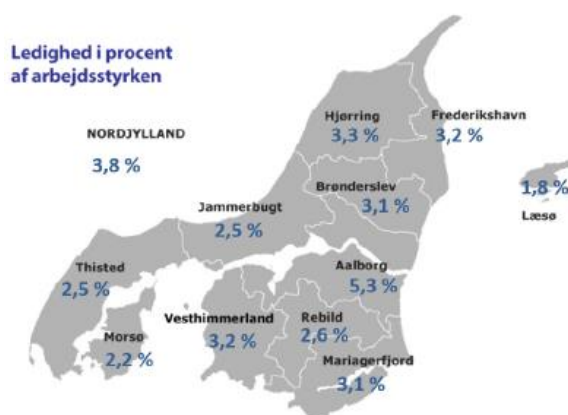 Ledighed i procent
af arbejdsstyrken
NORDJYLLAND
3,8 %
Hjørring
3,3 %
Frederikshavn
3,2 %
Brønderslev
3,1 %
1,8 %
Læsø
Jammerbugt
2,5 %
Thisted
2,5 %
Aalborg
5,3 %
Vesthimmerland
3,2 %
Rebild
2,6 %
Morsø
2,2 %
Mariagerfjord
3,1 %